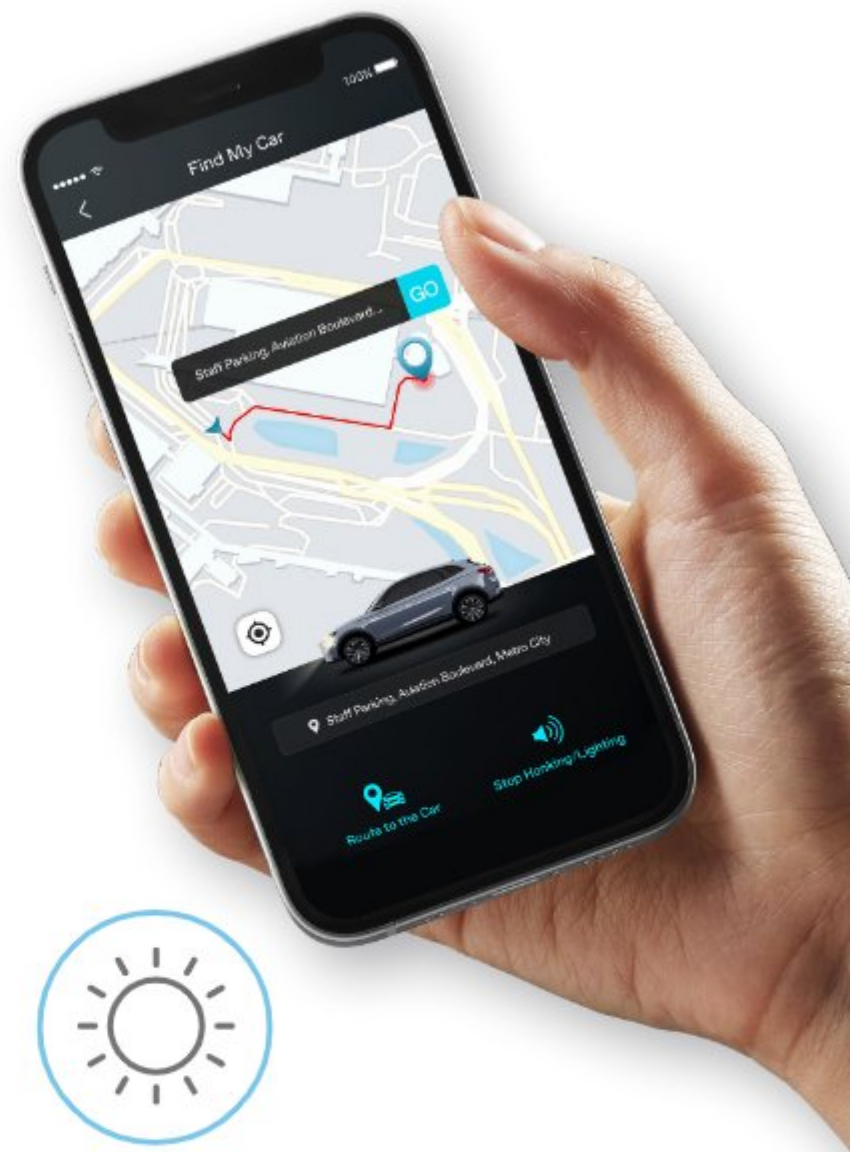 100%
Find My Car
Staff Parking, Aviation Boulevard...
GO
Staff Parking, Aviation Boulevard, Metro City
Route to the Car
Stop Honking/Lighting